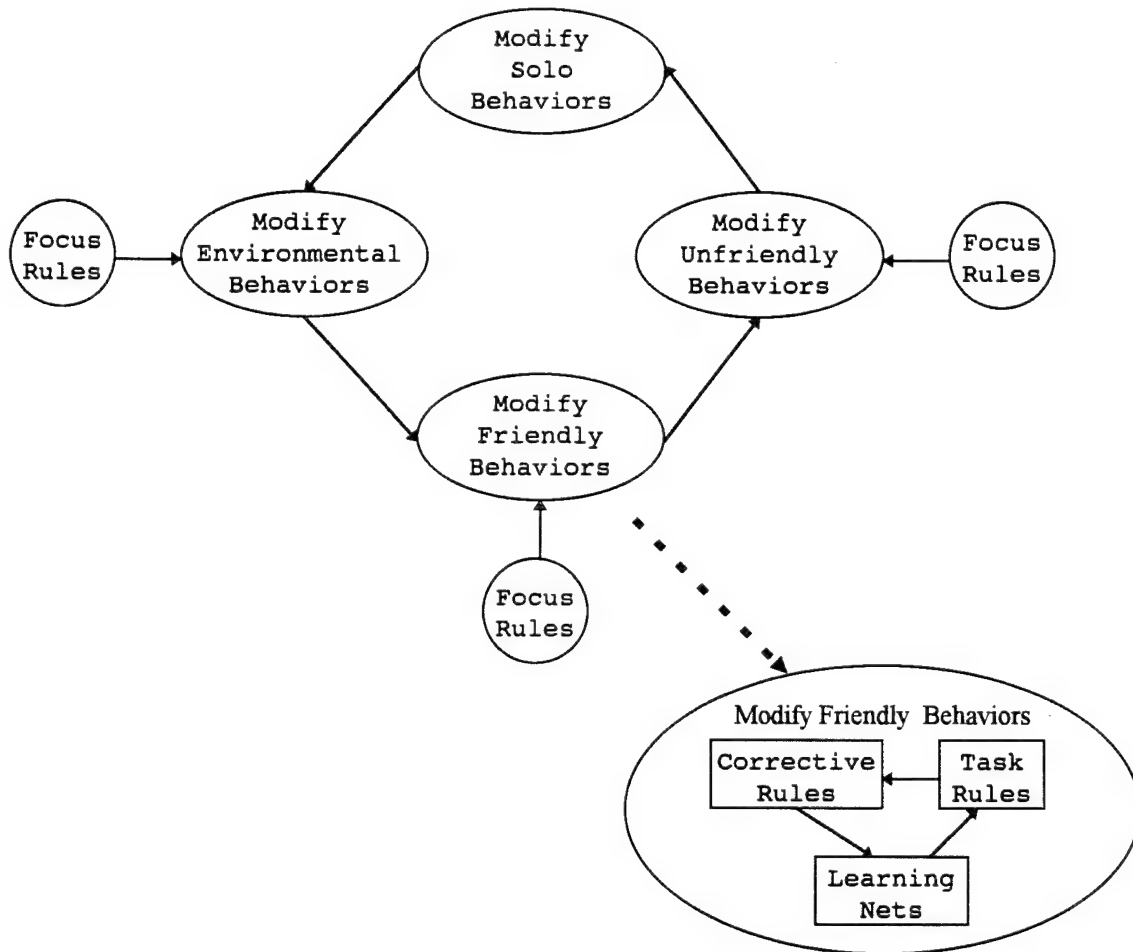 Modify
Solo
Behaviors
Focus
Rules
Modify
Environmental
Behaviors
Modify
Unfriendly
Behaviors
Focus
Rules
Modify
Friendly
Behaviors
Focus
Rules
Modify Friendly Behaviors
Corrective
Rules
Task
Rules
Learning
Nets